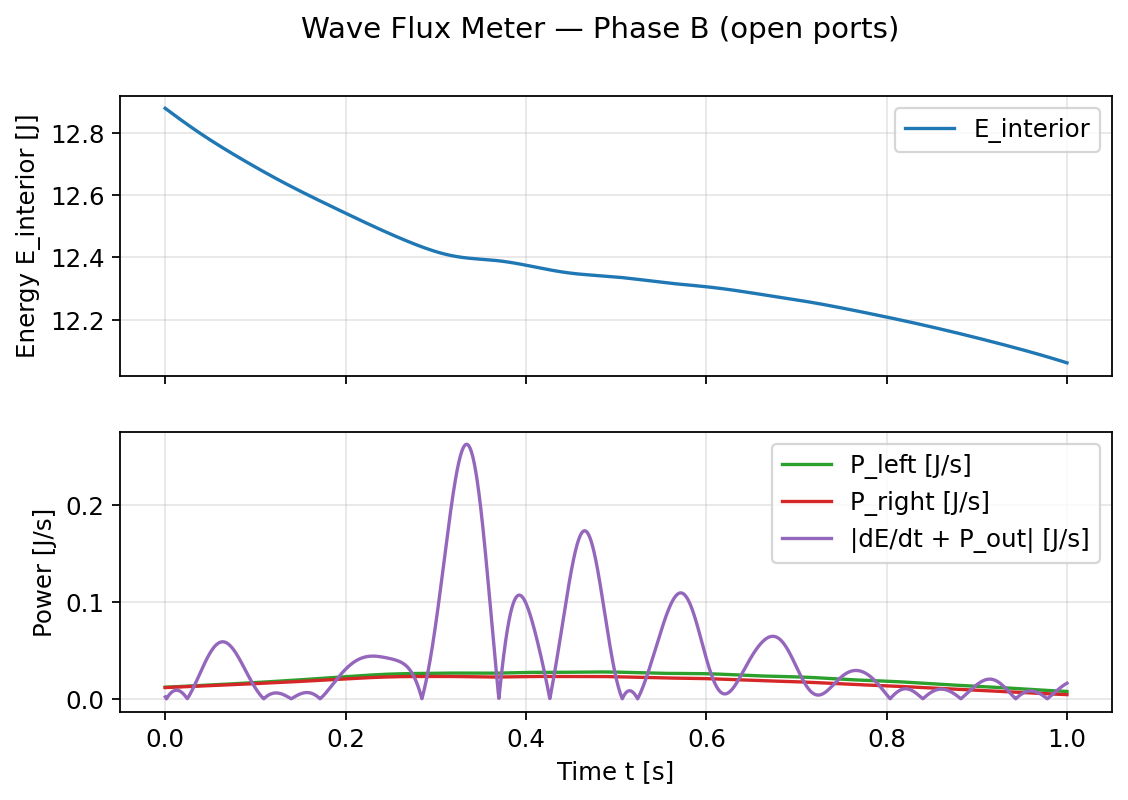 Wave Flux Meter — Phase B (open ports)
Energy E_interior [J]
12.8
12.6
12.4
12.2
E_interior
Power [J/s]
0.2
0.1
0.0
P_left [J/s]
P_right [J/s]
|dE/dt + P_out| [J/s]
0.0 0.2 0.4 0.6 0.8 1.0
Time t [s]